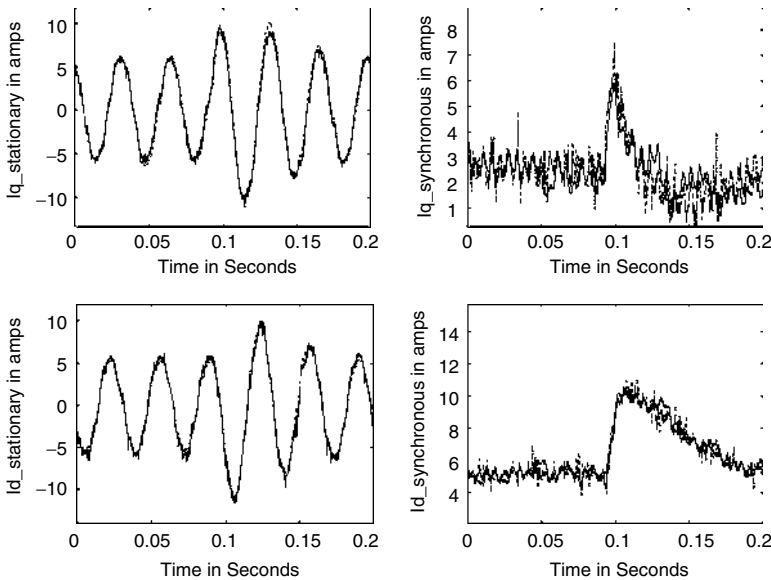 Iq_stationary in amps
10
5
0
−5
−10
0 0.05 0.1 0.15 0.2
Time in Seconds
Iq_synchronous in amps
8
7
6
5
4
3
2
1
0 0.05 0.1 0.15 0.2
Time in Seconds
Id_stationary in amps
10
5
0
−5
−10
0 0.05 0.1 0.15 0.2
Time in Seconds
Id_synchronous in amps
14
12
10
8
6
4
0 0.05 0.1 0.15 0.2
Time in Seconds